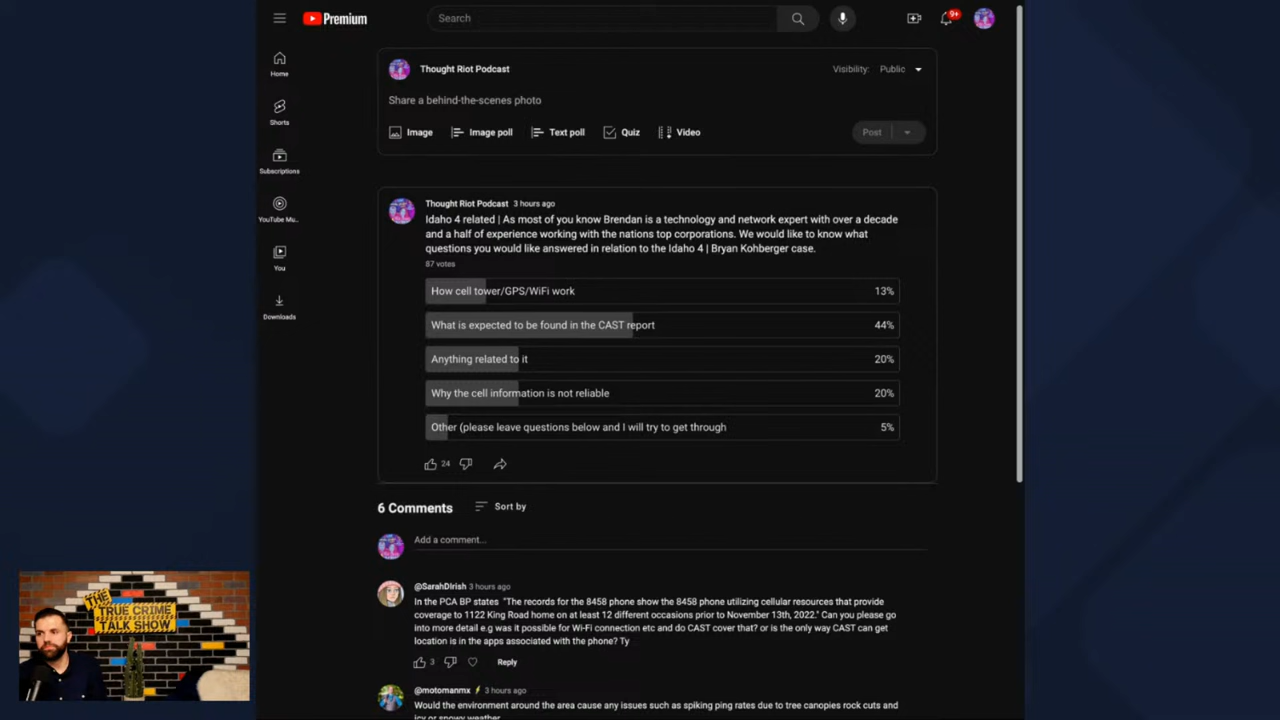 Premium
Search
9+
Home
Shorts
Subscriptions
YouTube Mu...
You
Downloads
Thought Riot Podcast
Visibility: Public
Share a behind-the-scenes photo
Image
Image poll
Text poll
Quiz
Video
Post
Thought Riot Podcast 3 hours ago
Idaho 4 related | As most of you know Brendan is a technology and network expert with over a decade
and a half of experience working with the nations top corporations. We would like to know what
questions you would like answered in relation to the Idaho 4 | Bryan Kohberger case.
87 votes
How cell tower/GPS/WiFi work 13%
What is expected to be found in the CAST report 44%
Anything related to it 20%
Why the cell information is not reliable 20%
Other (please leave questions below and I will try to get through 5%
24
6 Comments
Sort by
Add a comment...
@SarahDIrish 3 hours ago
In the PCA BP states "The records for the 8458 phone show the 8458 phone utilizing cellular resources that provide
coverage to 1122 King Road home on at least 12 different occasions prior to November 13th, 2022." Can you please go
into more detail e.g was it possible for Wi-Fi connection etc and do CAST cover that? or is the only way CAST can get
location is in the apps associated with the phone? Ty
3
Reply
@motomanmx 3 hours ago
Would the environment around the area cause any issues such as spiking ping rates due to tree canopies rock cuts and
icy or snowy weather
THE
TRUE CRIME
TALK SHOW